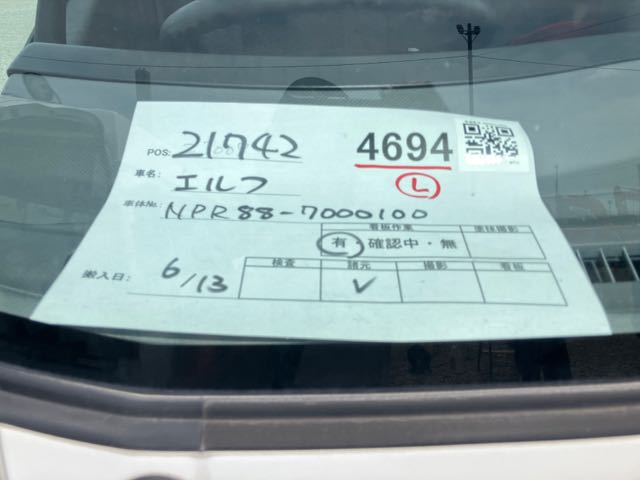 POS: 21742 4694
車名: エルフ Ⓛ
車体No.: NPR88-7000100
看板作業 車体撮影
有・確認中・無
検査 諸元 撮影 看板
搬入日: 6/13 ✓